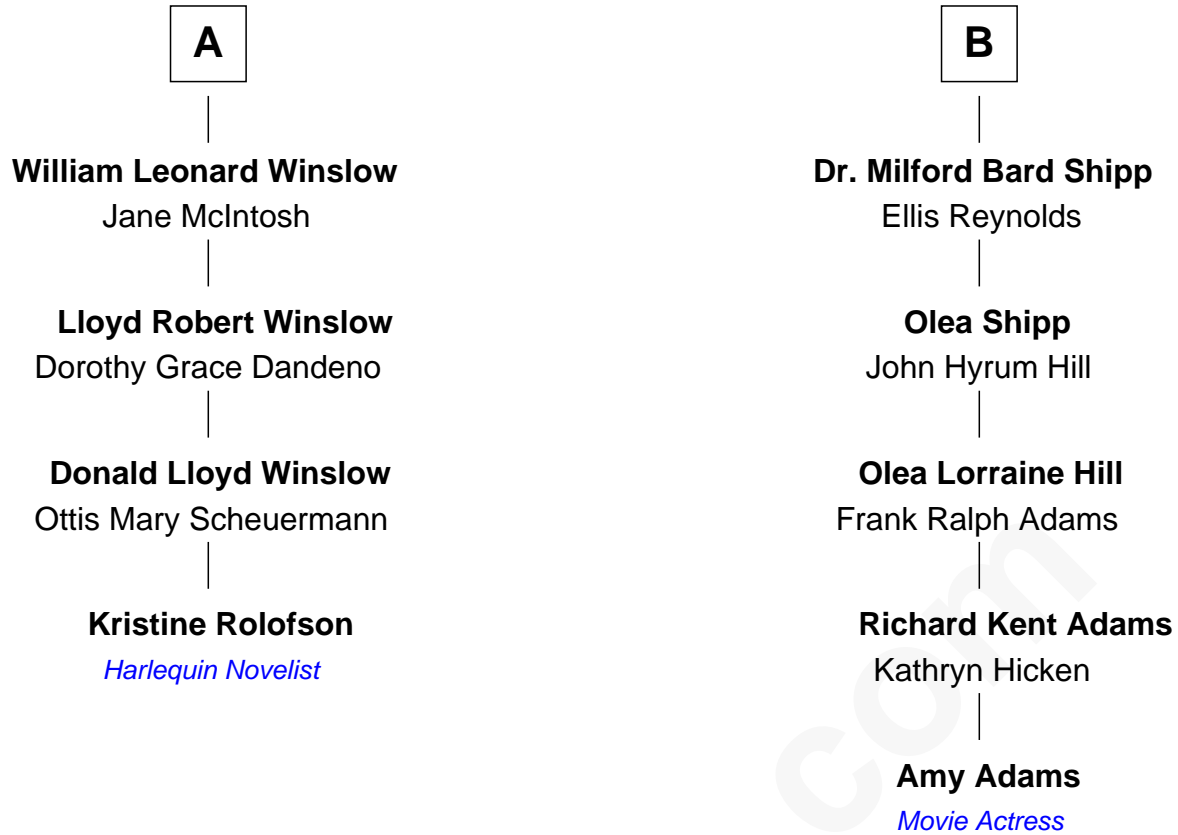 A
William Leonard Winslow
Jane McIntosh
Lloyd Robert Winslow
Dorothy Grace Dandeno
Donald Lloyd Winslow
Ottis Mary Scheuermann
Kristine Rolofson
Harlequin Novelist
B
Dr. Milford Bard Shipp
Ellis Reynolds
Olea Shipp
John Hyrum Hill
Olea Lorraine Hill
Frank Ralph Adams
Richard Kent Adams
Kathryn Hicken
Amy Adams
Movie Actress
com